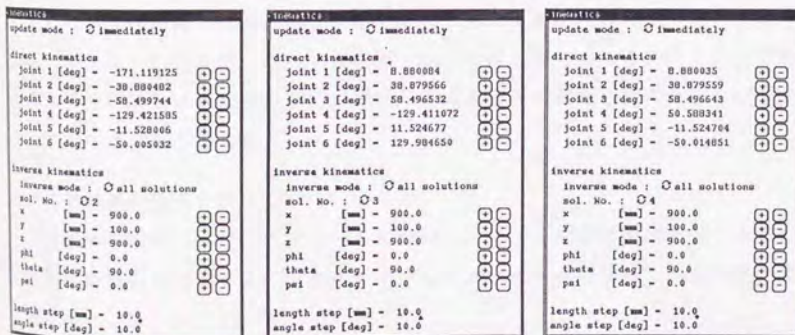 update mode : immediately
direct kinematics
joint 1 [deg] = -171.119125
joint 2 [deg] = -38.880482
joint 3 [deg] = -58.499744
joint 4 [deg] = -129.421585
joint 5 [deg] = -11.528006
joint 6 [deg] = -50.005032
inverse kinematics
inverse mode : all solutions
sol. No. : 2
x [mm] = 900.0
y [mm] = 100.0
z [mm] = 900.0
phi [deg] = 0.0
theta [deg] = 90.0
psi [deg] = 0.0
length step [mm] = 10.0
angle step [deg] = 10.0
update mode : immediately
direct kinematics
joint 1 [deg] = 8.880084
joint 2 [deg] = 38.879566
joint 3 [deg] = 58.496532
joint 4 [deg] = -129.411072
joint 5 [deg] = 11.524677
joint 6 [deg] = 129.984650
inverse kinematics
inverse mode : all solutions
sol. No. : 3
x [mm] = 900.0
y [mm] = 100.0
z [mm] = 900.0
phi [deg] = 0.0
theta [deg] = 90.0
psi [deg] = 0.0
length step [mm] = 10.0
angle step [deg] = 10.0
update mode : immediately
direct kinematics
joint 1 [deg] = 8.880035
joint 2 [deg] = 38.879559
joint 3 [deg] = 58.496643
joint 4 [deg] = 50.588341
joint 5 [deg] = -11.524704
joint 6 [deg] = -50.014851
inverse kinematics
inverse mode : all solutions
sol. No. : 4
x [mm] = 900.0
y [mm] = 100.0
z [mm] = 900.0
phi [deg] = 0.0
theta [deg] = 90.0
psi [deg] = 0.0
length step [mm] = 10.0
angle step [deg] = 10.0